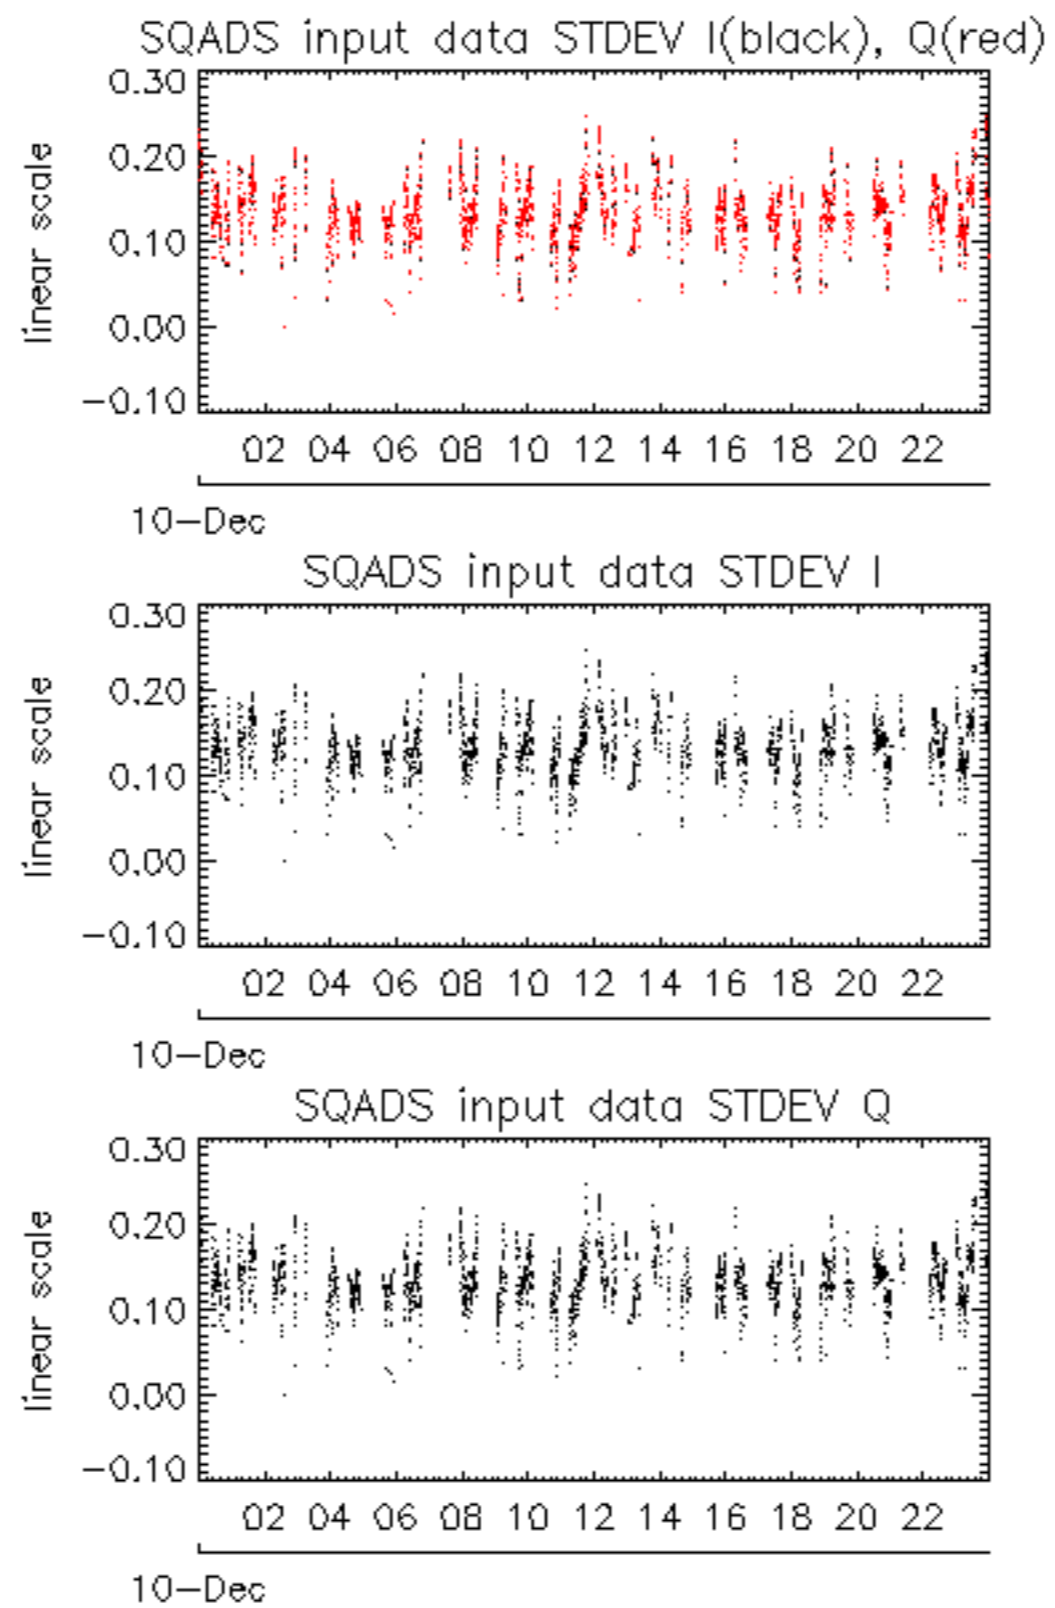 SQADS input data STDEV I(black), Q(red)
0.30
0.20
0.10
0.00
-0.10
linear scale
02 04 06 08 10 12 14 16 18 20 22
10-Dec
SQADS input data STDEV I
0.30
0.20
0.10
0.00
-0.10
linear scale
02 04 06 08 10 12 14 16 18 20 22
10-Dec
SQADS input data STDEV Q
0.30
0.20
0.10
0.00
-0.10
linear scale
02 04 06 08 10 12 14 16 18 20 22
10-Dec